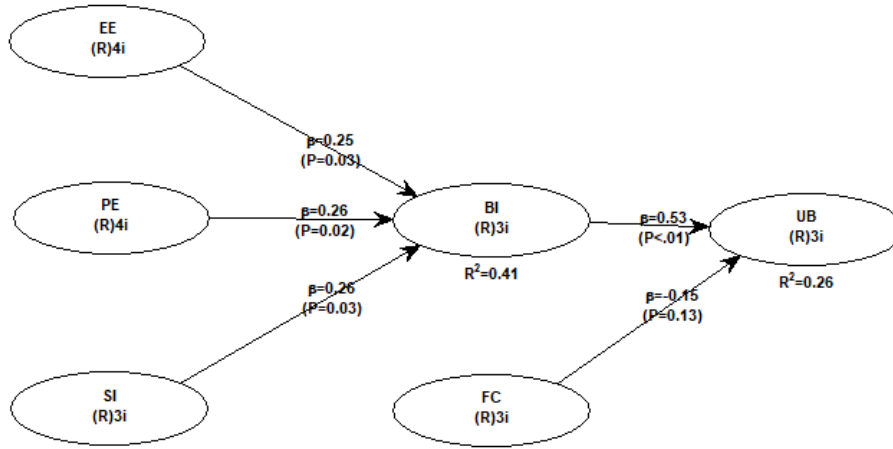 EE
(R)4i
β=0.25
(P=0.03)
PE
(R)4i
β=0.26
(P=0.02)
BI
(R)3i
R²=0.41
β=0.53
(P<.01)
UB
(R)3i
R²=0.26
β=0.26
(P=0.03)
β=-0.15
(P=0.13)
SI
(R)3i
FC
(R)3i